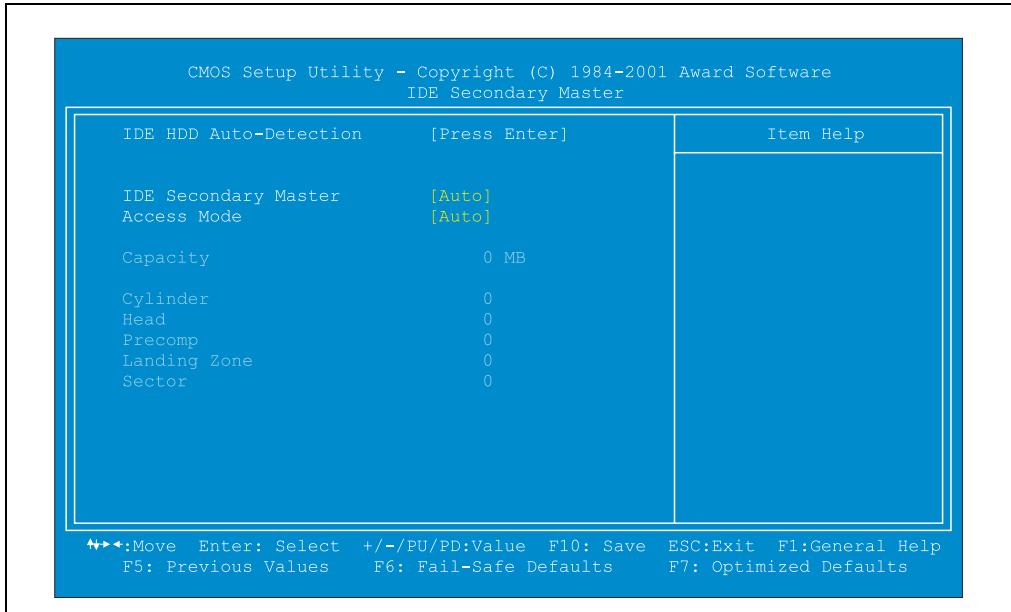 CMOS Setup Utility - Copyright (C) 1984-2001 Award Software
IDE Secondary Master
IDE HDD Auto-Detection [Press Enter]
Item Help
IDE Secondary Master [Auto]
Access Mode [Auto]
Capacity 0 MB
Cylinder 0
Head 0
Precomp 0
Landing Zone 0
Sector 0
:Move Enter: Select +/-/PU/PD:Value F10: Save ESC:Exit F1:General Help
F5: Previous Values F6: Fail-Safe Defaults F7: Optimized Defaults